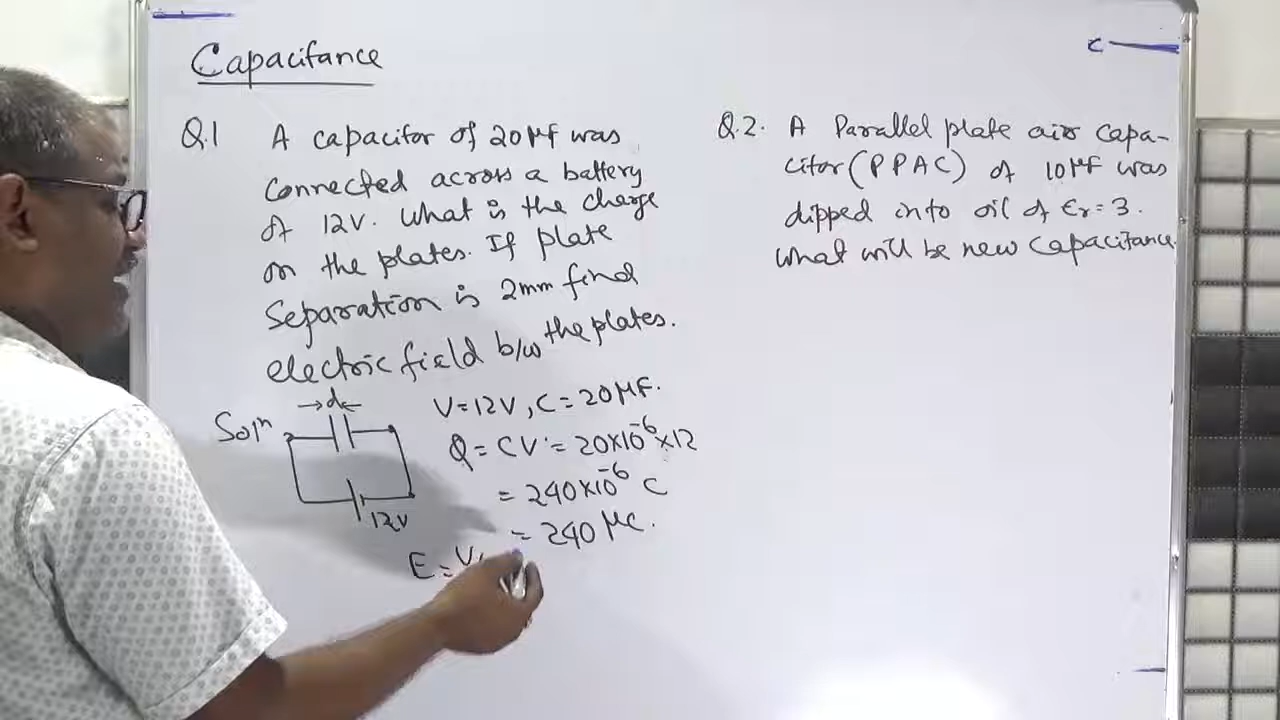 Capacitance
Q.1 A capacitor of 20μf was
connected across a battery
of 12V. What is the charge
on the plates. If plate
Separation is 2mm find
electric field b/w the plates.
Soln
→d←
12V
V=12V, C=20μF.
Q = CV = 20×10⁻⁶×12
= 240×10⁻⁶ C
= 240 μC.
E = V/
Q.2. A Parallel plate air capa-
citor (PPAC) of 10μf was
dipped into oil of Er=3.
what will be new Capacitance.
c